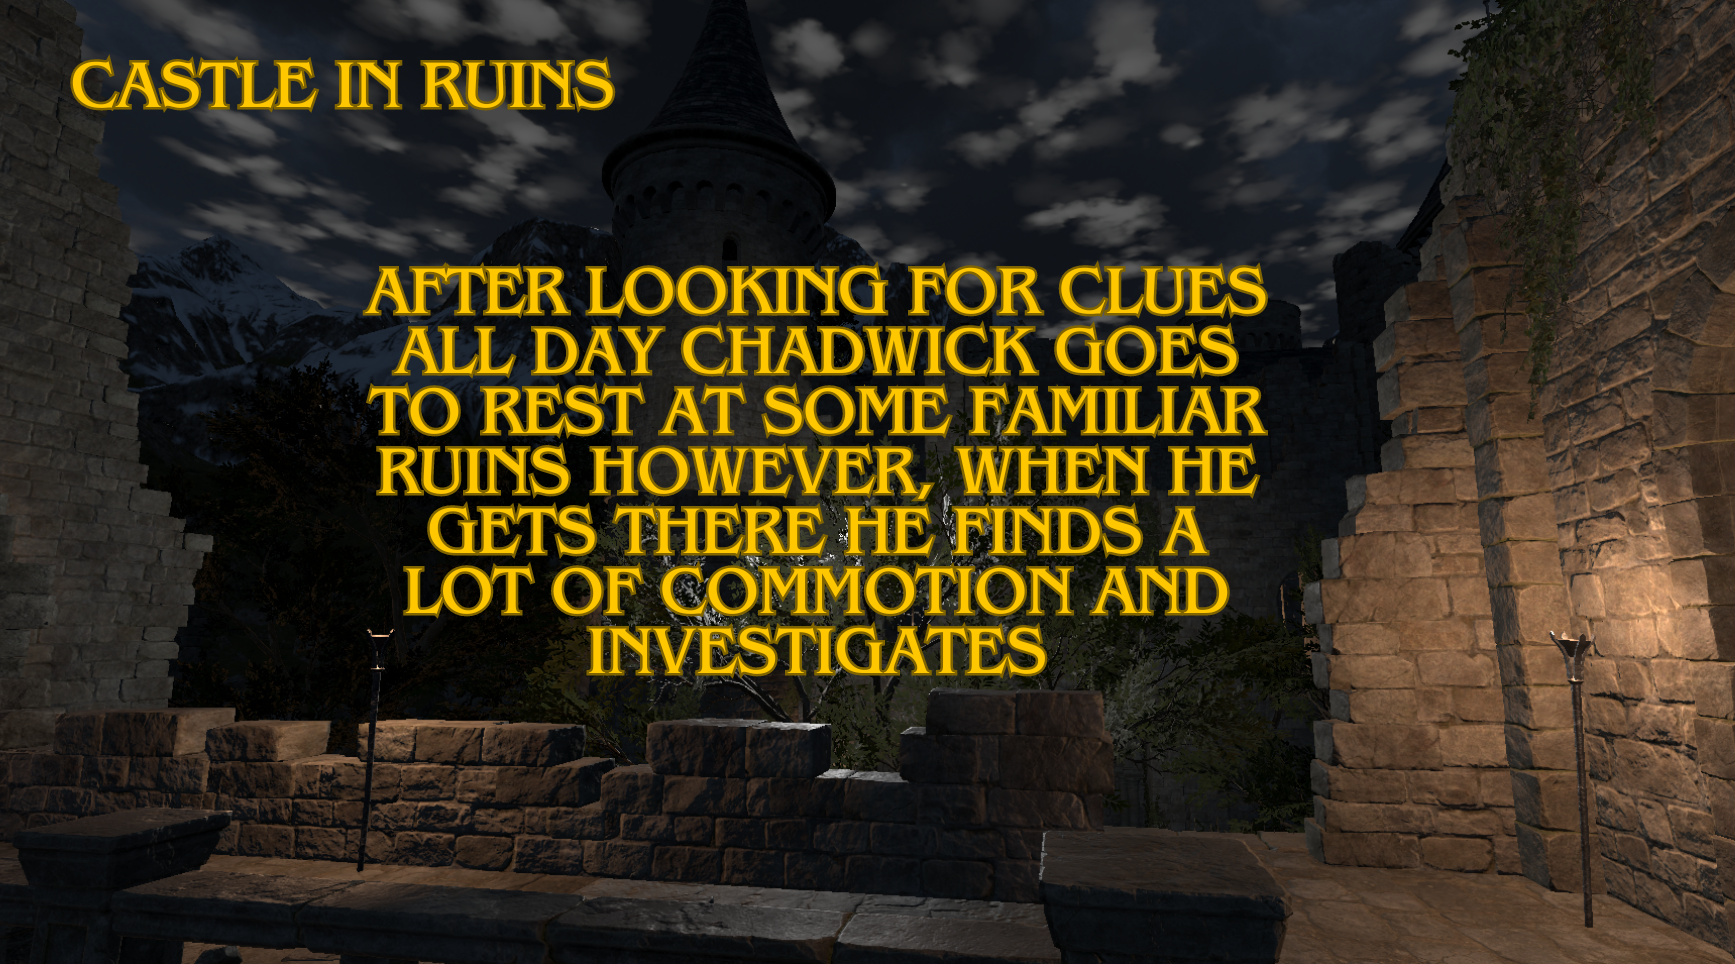 CASTLE IN RUINS
AFTER LOOKING FOR CLUES
ALL DAY CHADWICK GOES
TO REST AT SOME FAMILIAR
RUINS HOWEVER, WHEN HE
GETS THERE HE FINDS A
LOT OF COMMOTION AND
INVESTIGATES